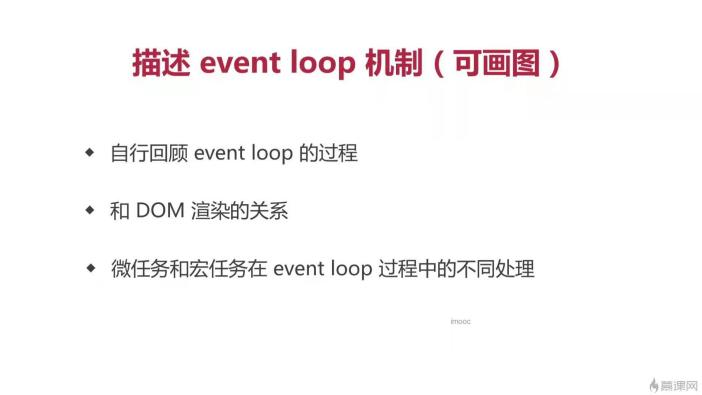 描述 event loop 机制（可画图）
自行回顾 event loop 的过程
和 DOM 渲染的关系
微任务和宏任务在 event loop 过程中的不同处理
imooc
慕课网